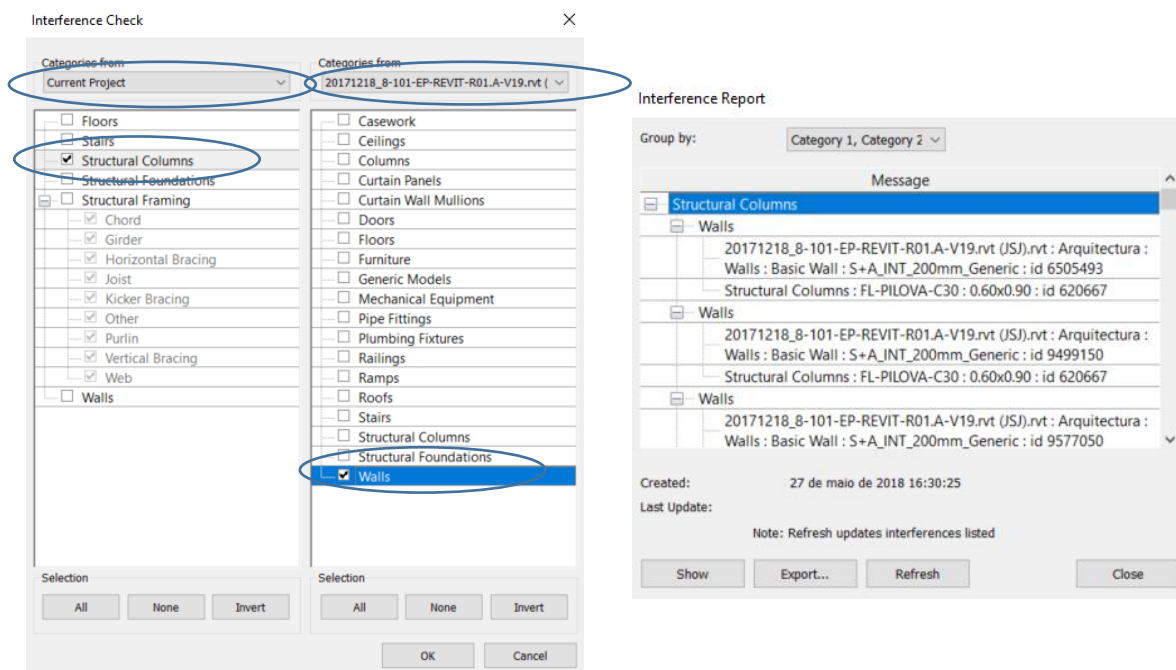 Interference Check
Categories from
Current Project
Floors
Stairs
Structural Columns
Structural Foundations
Structural Framing
Chord
Girder
Horizontal Bracing
Joist
Kicker Bracing
Other
Purlin
Vertical Bracing
Web
Walls
Selection
All None Invert
Categories from
20171218_8-101-EP-REVIT-R01.A-V19.rvt (
Casework
Ceilings
Columns
Curtain Panels
Curtain Wall Mullions
Doors
Floors
Furniture
Generic Models
Mechanical Equipment
Pipe Fittings
Plumbing Fixtures
Railings
Ramps
Roofs
Stairs
Structural Columns
Structural Foundations
Walls
Selection
All None Invert
OK Cancel
Interference Report
Group by: Category 1, Category 2
Message
Structural Columns
Walls
20171218_8-101-EP-REVIT-R01.A-V19.rvt (JSJ).rvt : Arquitectura :
Walls : Basic Wall : S+A_INT_200mm_Generic : id 6505493
Structural Columns : FL-PILOVA-C30 : 0.60x0.90 : id 620667
Walls
20171218_8-101-EP-REVIT-R01.A-V19.rvt (JSJ).rvt : Arquitectura :
Walls : Basic Wall : S+A_INT_200mm_Generic : id 9499150
Structural Columns : FL-PILOVA-C30 : 0.60x0.90 : id 620667
Walls
20171218_8-101-EP-REVIT-R01.A-V19.rvt (JSJ).rvt : Arquitectura :
Walls : Basic Wall : S+A_INT_200mm_Generic : id 9577050
Created: 27 de maio de 2018 16:30:25
Last Update:
Note: Refresh updates interferences listed
Show Export... Refresh Close